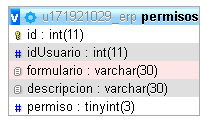 v u171921029_erp permisos
id : int(11)
idUsuario : int(11)
formulario : varchar(30)
descripcion : varchar(30)
permiso : tinyint(3)